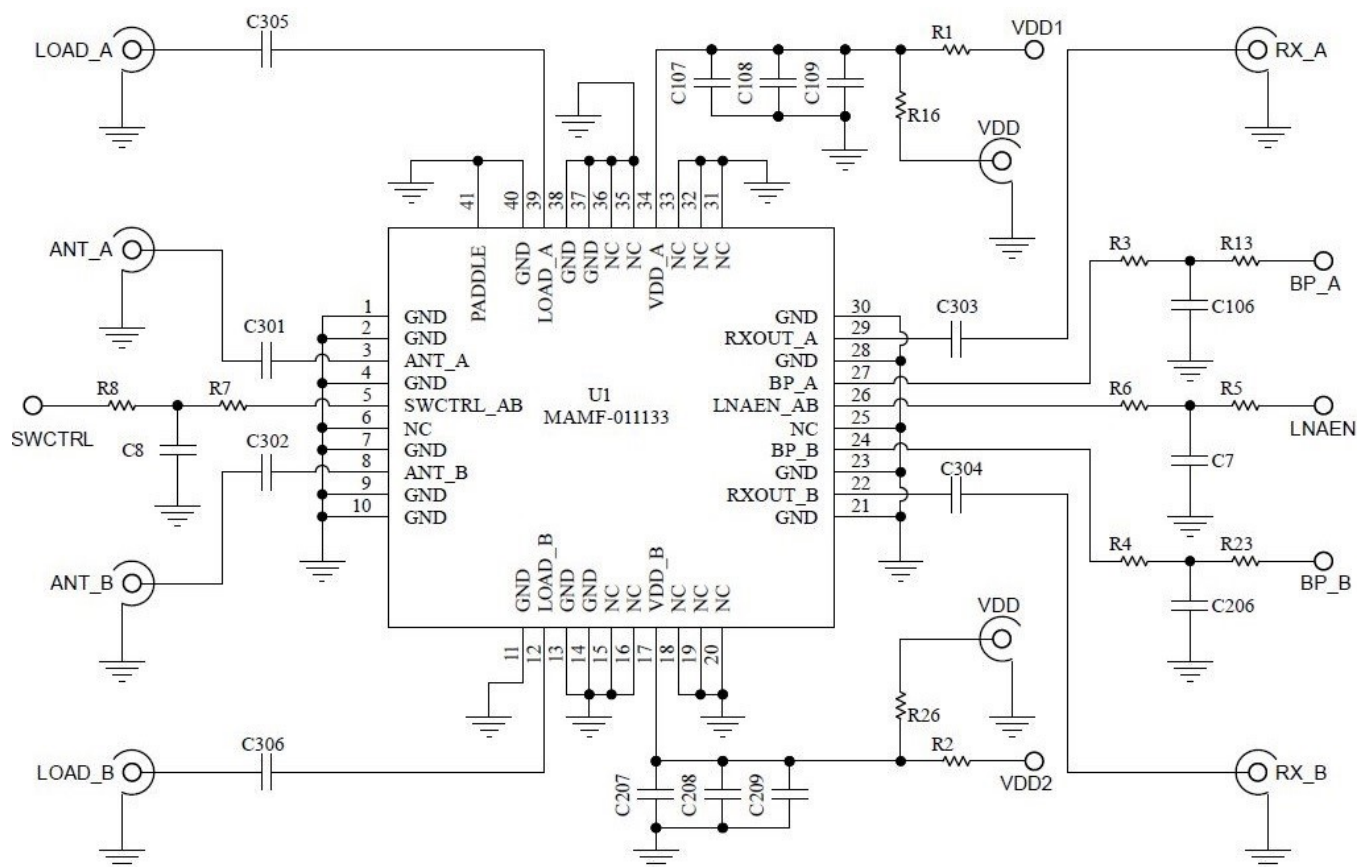 C305
LOAD_A
R1
VDD1
RX_A
C107
C108
C109
R16
VDD
41
40
39
38
37
36
35
34
33
32
31
PADDLE
GND
LOAD_A
GND
GND
NC
NC
VDD_A
NC
NC
NC
ANT_A
R3
R13
BP_A
C106
C301
C303
1
GND
2
GND
3
ANT_A
4
GND
5
SWCTRL_AB
6
NC
7
GND
8
ANT_B
9
GND
10
GND
U1
MAMF-011133
GND
30
RXOUT_A
29
GND
28
BP_A
27
LNAEN_AB
26
NC
25
BP_B
24
GND
23
RXOUT_B
22
GND
21
R8
R7
SWCTRL
C8
C302
R6
R5
LNAEN
C7
C304
R4
R23
BP_B
C206
ANT_B
GND
LOAD_B
GND
GND
NC
NC
VDD_B
NC
NC
NC
11
12
13
14
15
16
17
18
19
20
VDD
R26
C306
LOAD_B
R2
VDD2
RX_B
C207
C208
C209